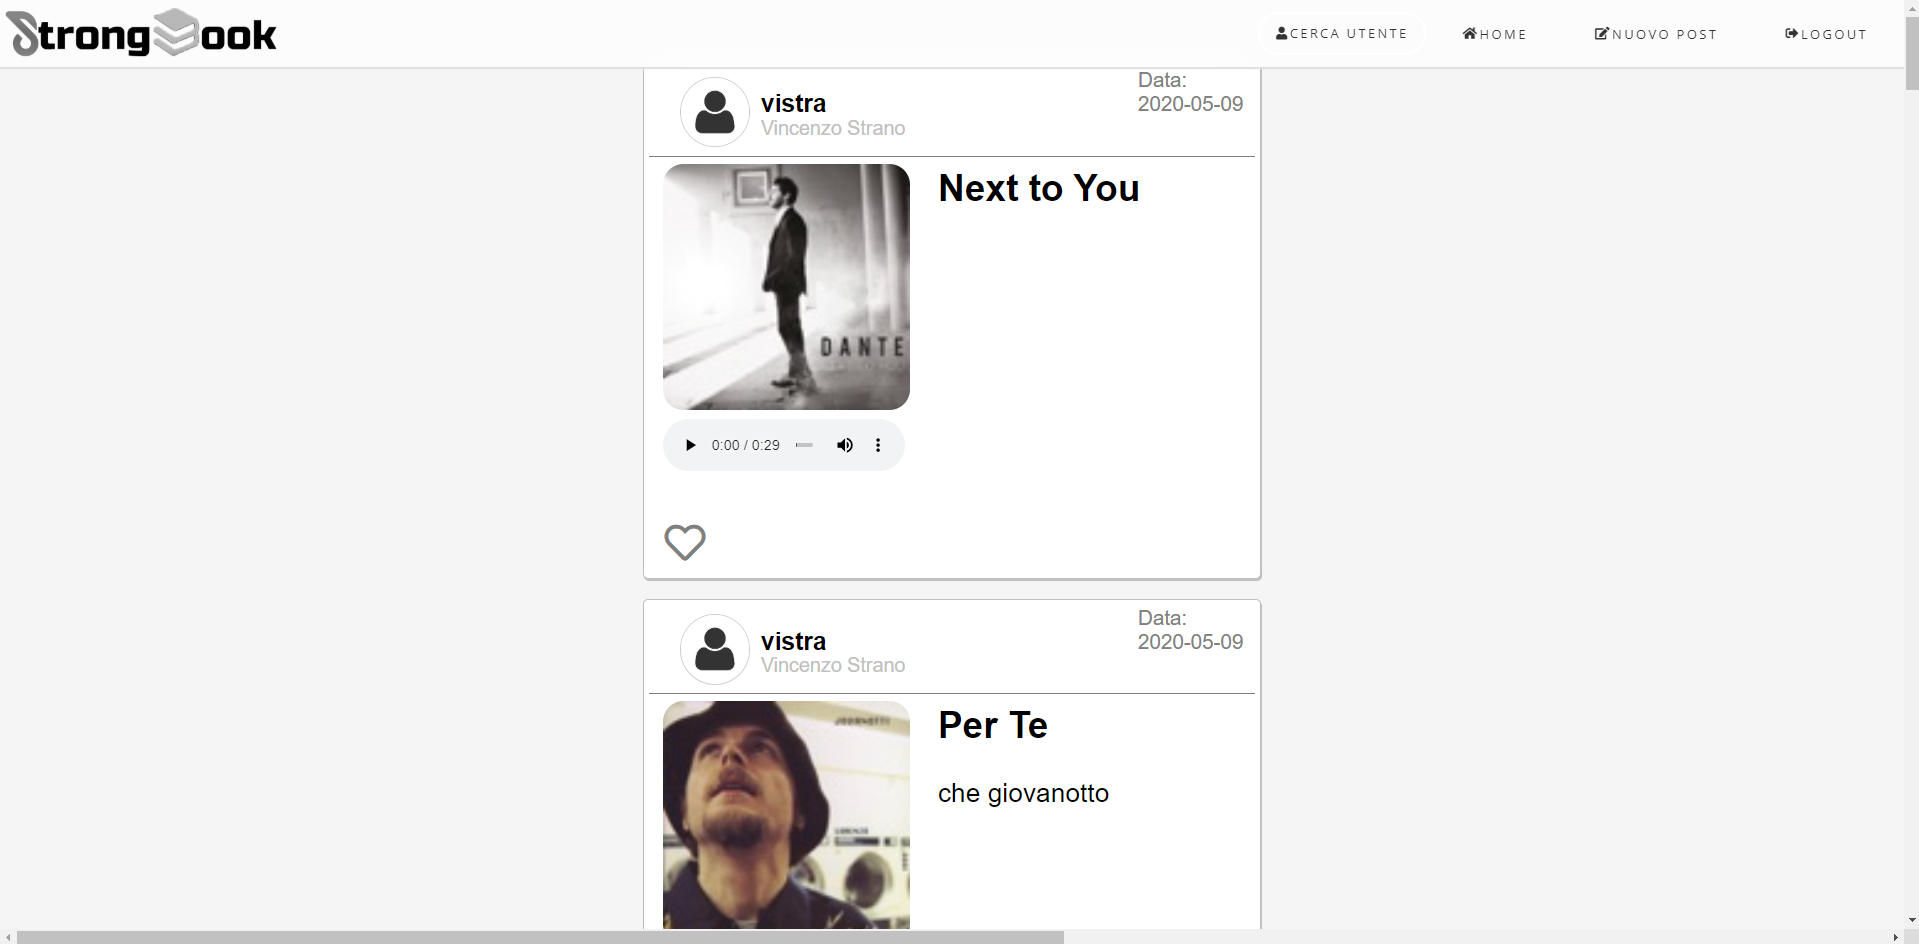 StrongBook
CERCA UTENTE
HOME
NUOVO POST
LOGOUT
vistra
Vincenzo Strano
Data:
2020-05-09
Next to You
DANTE
0:00 / 0:29
vistra
Vincenzo Strano
Data:
2020-05-09
Per Te
che giovanotto